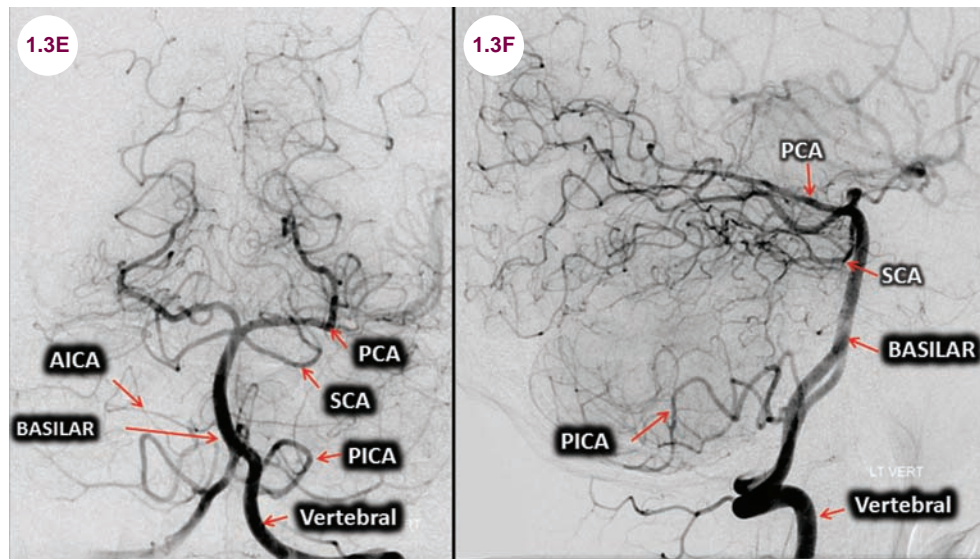 1.3E
AICA
BASILAR
PCA
SCA
PICA
Vertebral
1.3F
PCA
SCA
BASILAR
PICA
LT VERT
Vertebral